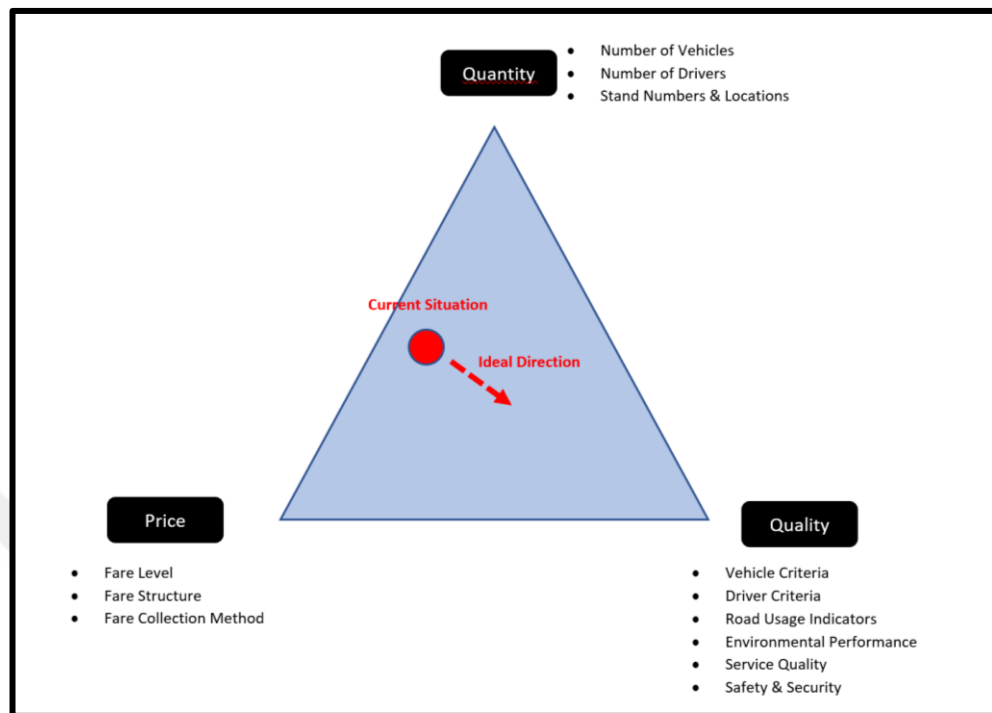 Quantity
Number of Vehicles
Number of Drivers
Stand Numbers & Locations
Current Situation
Ideal Direction
Price
Fare Level
Fare Structure
Fare Collection Method
Quality
Vehicle Criteria
Driver Criteria
Road Usage Indicators
Environmental Performance
Service Quality
Safety & Security